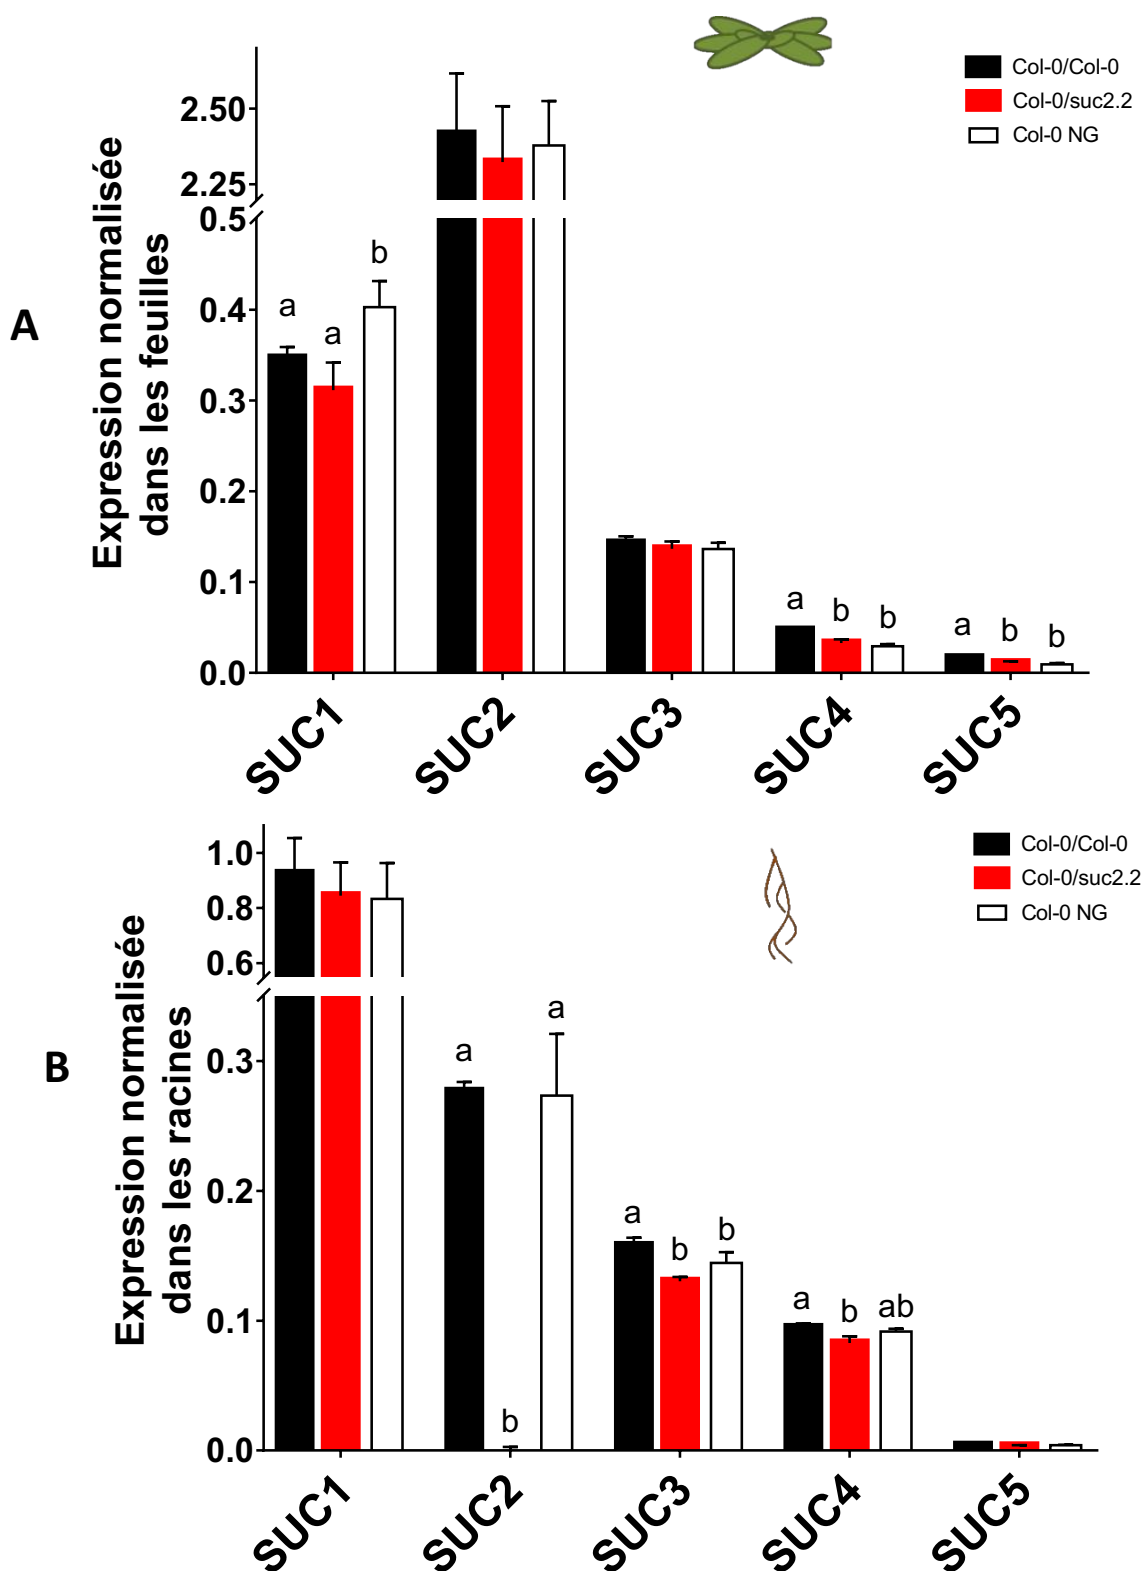 Col-0/Col-0
Col-0/suc2.2
Col-0 NG
A
Expression normalisée
dans les feuilles
2.50
2.25
0.5
0.4
0.3
0.2
0.1
0.0
a
a
b
a
b
b
a
b
b
SUC1
SUC2
SUC3
SUC4
SUC5
Col-0/Col-0
Col-0/suc2.2
Col-0 NG
B
Expression normalisée
dans les racines
1.0
0.8
0.6
0.3
0.2
0.1
0.0
a
b
a
a
b
b
a
b
ab
SUC1
SUC2
SUC3
SUC4
SUC5